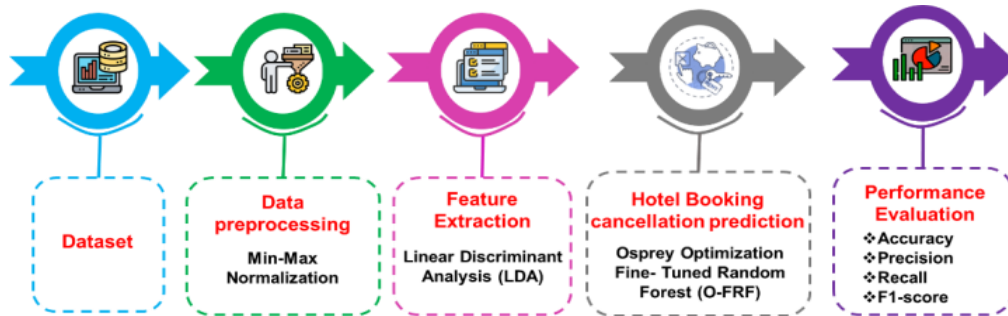 Dataset
Data
preprocessing
Min-Max
Normalization
Feature
Extraction
Linear Discriminant
Analysis (LDA)
Hotel Booking
cancellation prediction
Osprey Optimization
Fine- Tuned Random
Forest (O-FRF)
Performance
Evaluation
❖Accuracy
❖Precision
❖Recall
❖F1-score